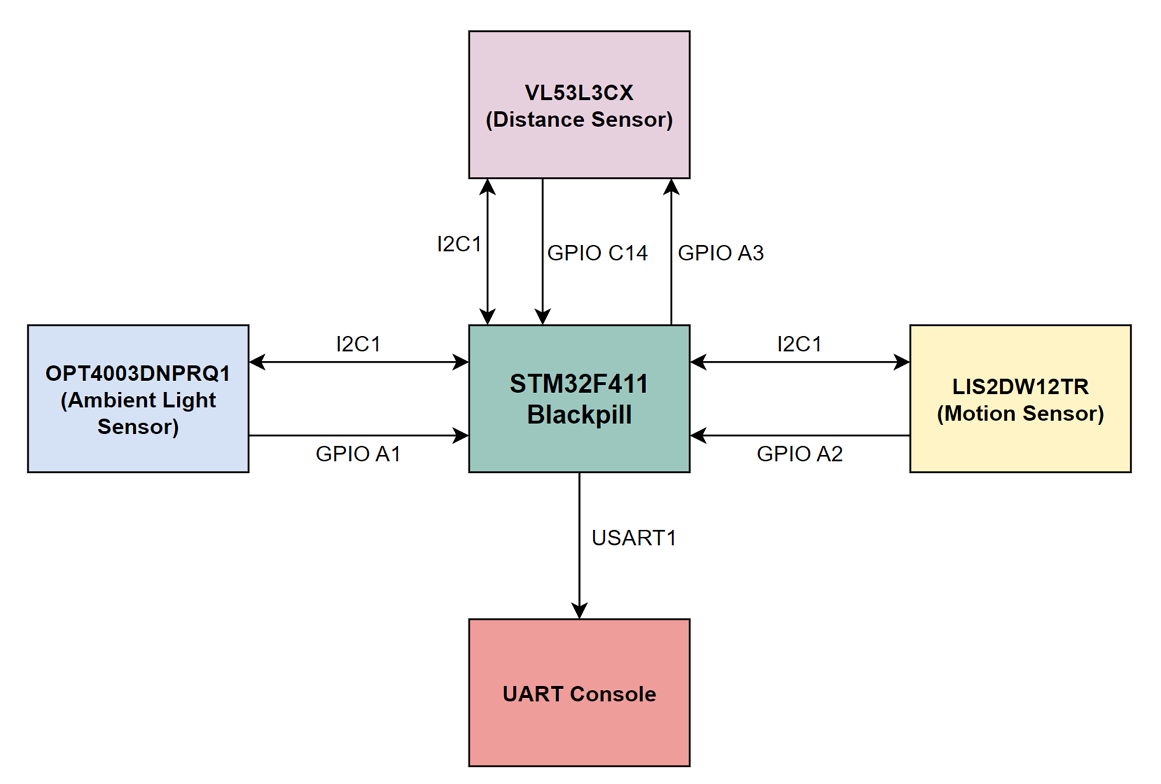 VL53L3CX
(Distance Sensor)
I2C1
GPIO C14
GPIO A3
OPT4003DNPRQ1
(Ambient Light
Sensor)
I2C1
GPIO A1
STM32F411
Blackpill
I2C1
GPIO A2
LIS2DW12TR
(Motion Sensor)
USART1
UART Console